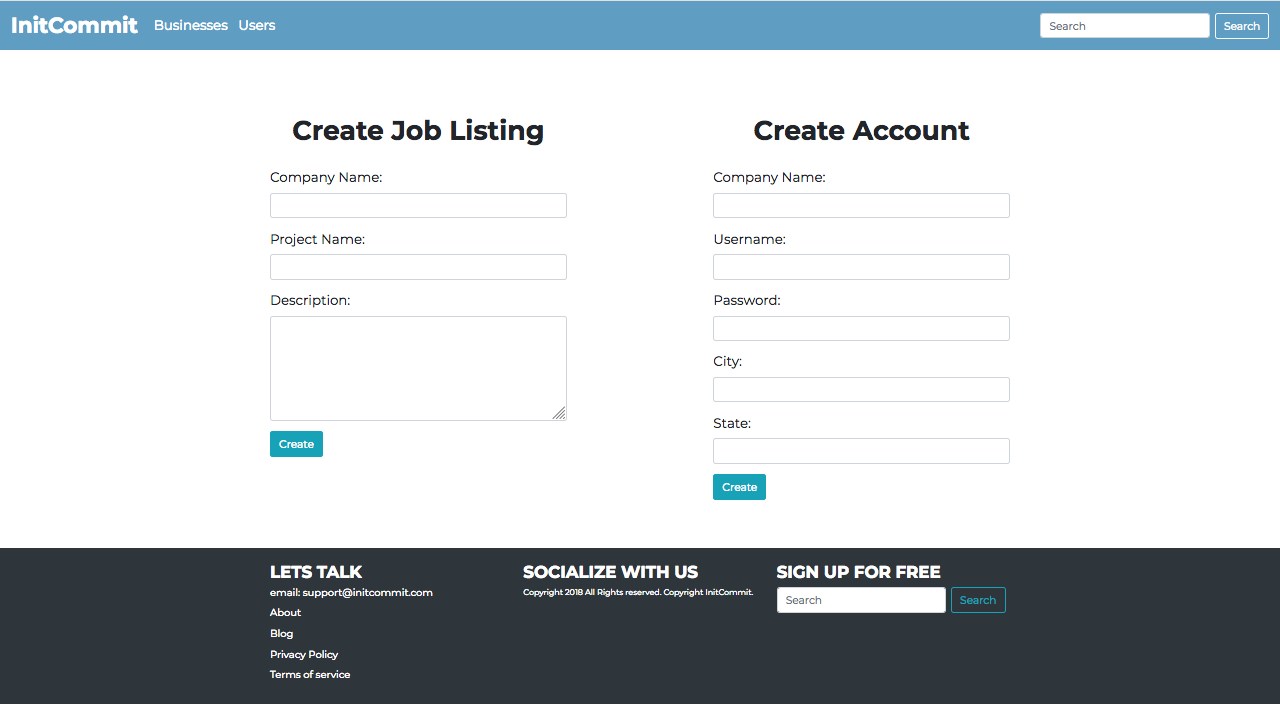 InitCommit Businesses Users Search Search
Create Job Listing
Company Name:
Project Name:
Description:
Create
Create Account
Company Name:
Username:
Password:
City:
State:
Create
LETS TALK
email: support@initcommit.com
About
Blog
Privacy Policy
Terms of service
SOCIALIZE WITH US
Copyright 2018 All Rights reserved. Copyright InitCommit.
SIGN UP FOR FREE
Search Search